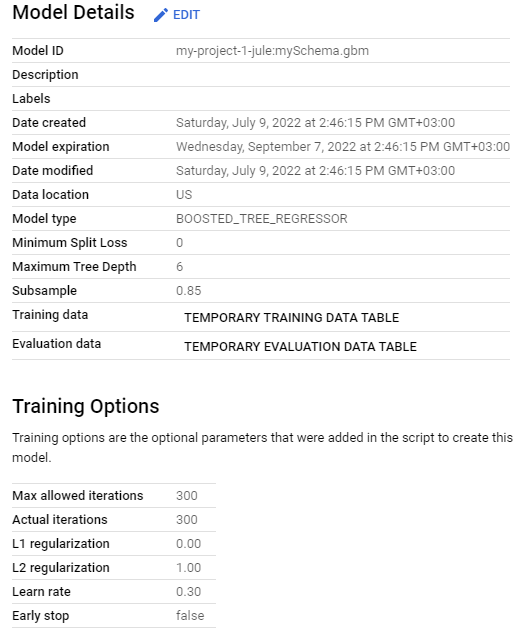 Model Details EDIT
Model ID my-project-1-jule:mySchema.gbm
Description
Labels
Date created Saturday, July 9, 2022 at 2:46:15 PM GMT+03:00
Model expiration Wednesday, September 7, 2022 at 2:46:15 PM GMT+03:00
Date modified Saturday, July 9, 2022 at 2:46:15 PM GMT+03:00
Data location US
Model type BOOSTED_TREE_REGRESSOR
Minimum Split Loss 0
Maximum Tree Depth 6
Subsample 0.85
Training data TEMPORARY TRAINING DATA TABLE
Evaluation data TEMPORARY EVALUATION DATA TABLE
Training Options
Training options are the optional parameters that were added in the script to create this
model.
Max allowed iterations 300
Actual iterations 300
L1 regularization 0.00
L2 regularization 1.00
Learn rate 0.30
Early stop false